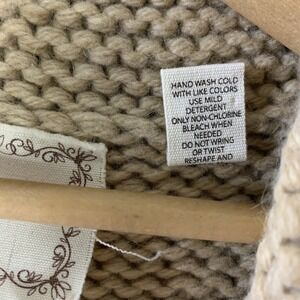 HAND WASH COLD
WITH LIKE COLORS
USE MILD
DETERGENT
ONLY NON-CHLORINE
BLEACH WHEN
NEEDED
DO NOT WRING
OR TWIST
RESHAPE AND